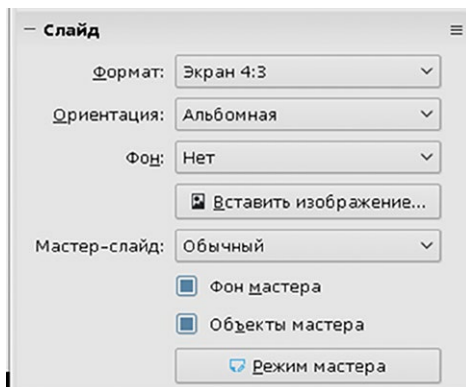 Слайд
Формат: Экран 4:3
Ориентация: Альбомная
Фон: Нет
Вставить изображение...
Мастер-слайд: Обычный
Фон мастера
Объекты мастера
Режим мастера